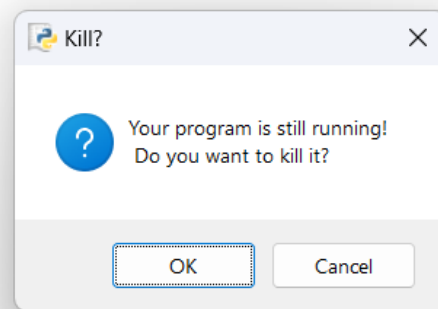 Kill?
Your program is still running!
Do you want to kill it?
OK
Cancel